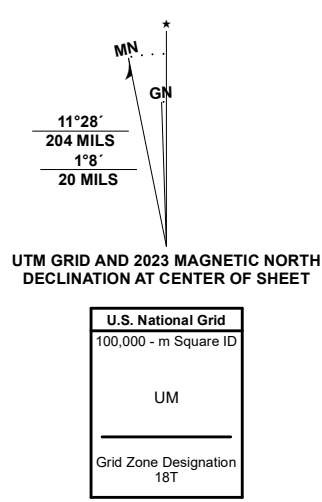 ★
MN
GN
11°28´
204 MILS
1°8´
20 MILS
UTM GRID AND 2023 MAGNETIC NORTH
DECLINATION AT CENTER OF SHEET
U.S. National Grid
100,000 - m Square ID
UM
Grid Zone Designation
18T